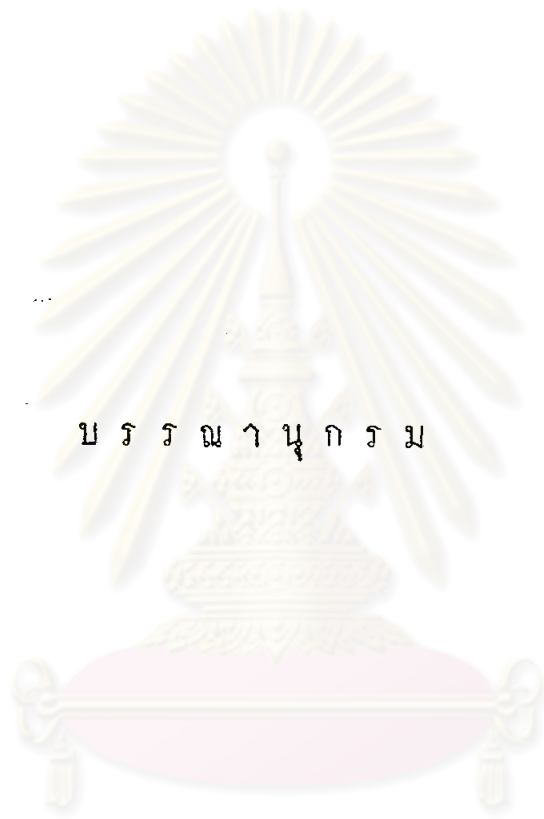 บ ร ร ณ า นุ ก ร ม